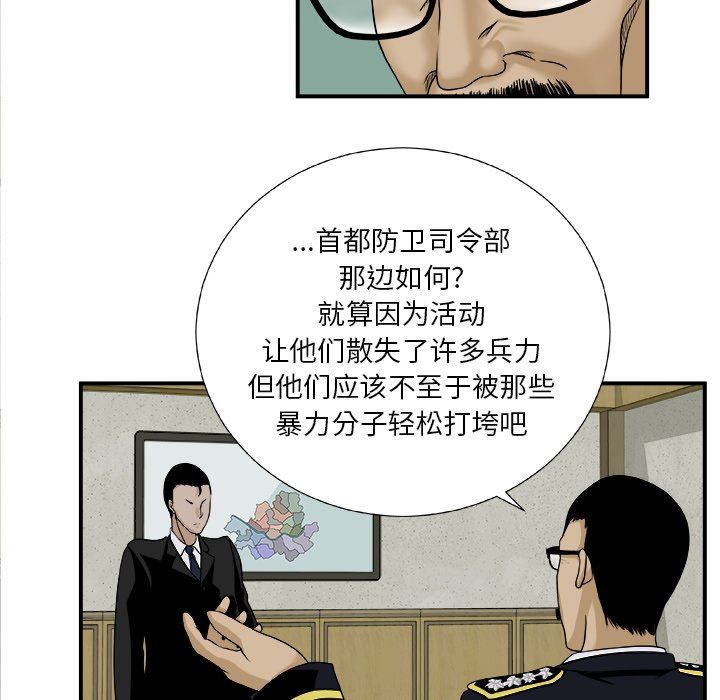 ...首都防卫司令部
那边如何?
就算因为活动
让他们散失了许多兵力
但他们应该不至于被那些
暴力分子轻松打垮吧